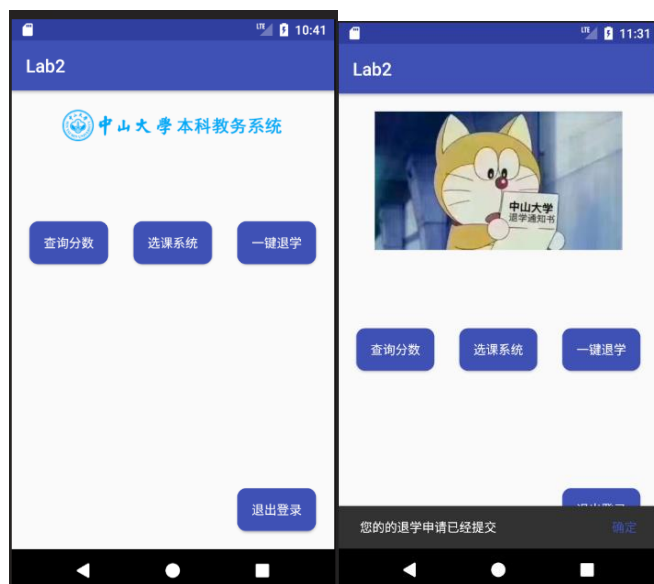 10:41
Lab2
中山大學本科教务系统
查询分数 选课系统 一键退学
退出登录
11:31
Lab2
中山大学
退学通知书
查询分数 选课系统 一键退学
您的的退学申请已经提交 确定